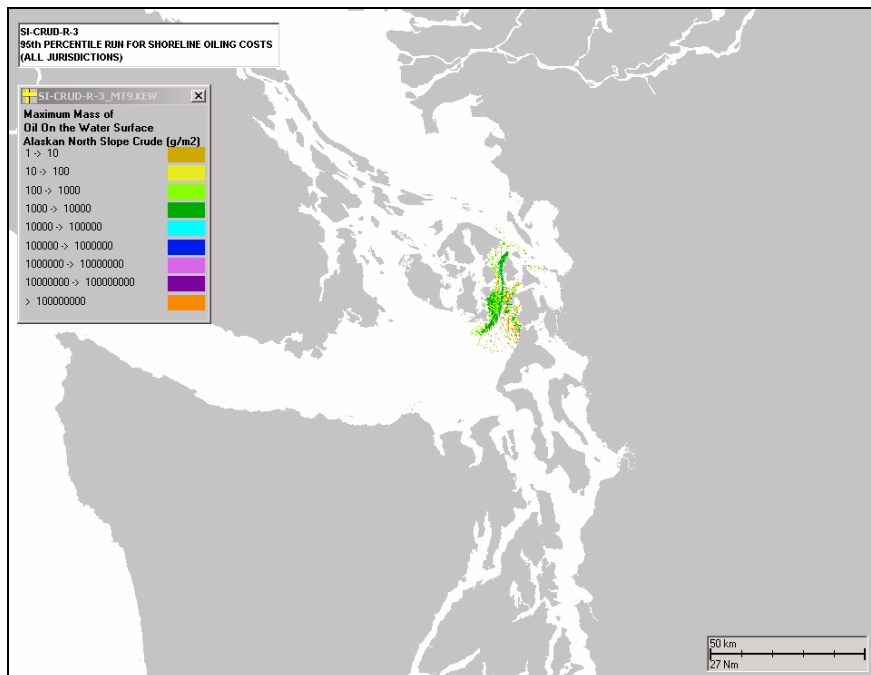 SI-CRUD-R-3
95th PERCENTILE RUN FOR SHORELINE OILING COSTS
(ALL JURISDICTIONS)
SI-CRUD-R-3_MT9.KEW
Maximum Mass of
Oil On the Water Surface
Alaskan North Slope Crude (g/m2)
1 -> 10
10 -> 100
100 -> 1000
1000 -> 10000
10000 -> 100000
100000 -> 1000000
1000000 -> 10000000
10000000 -> 100000000
> 100000000
50 km
27 Nm